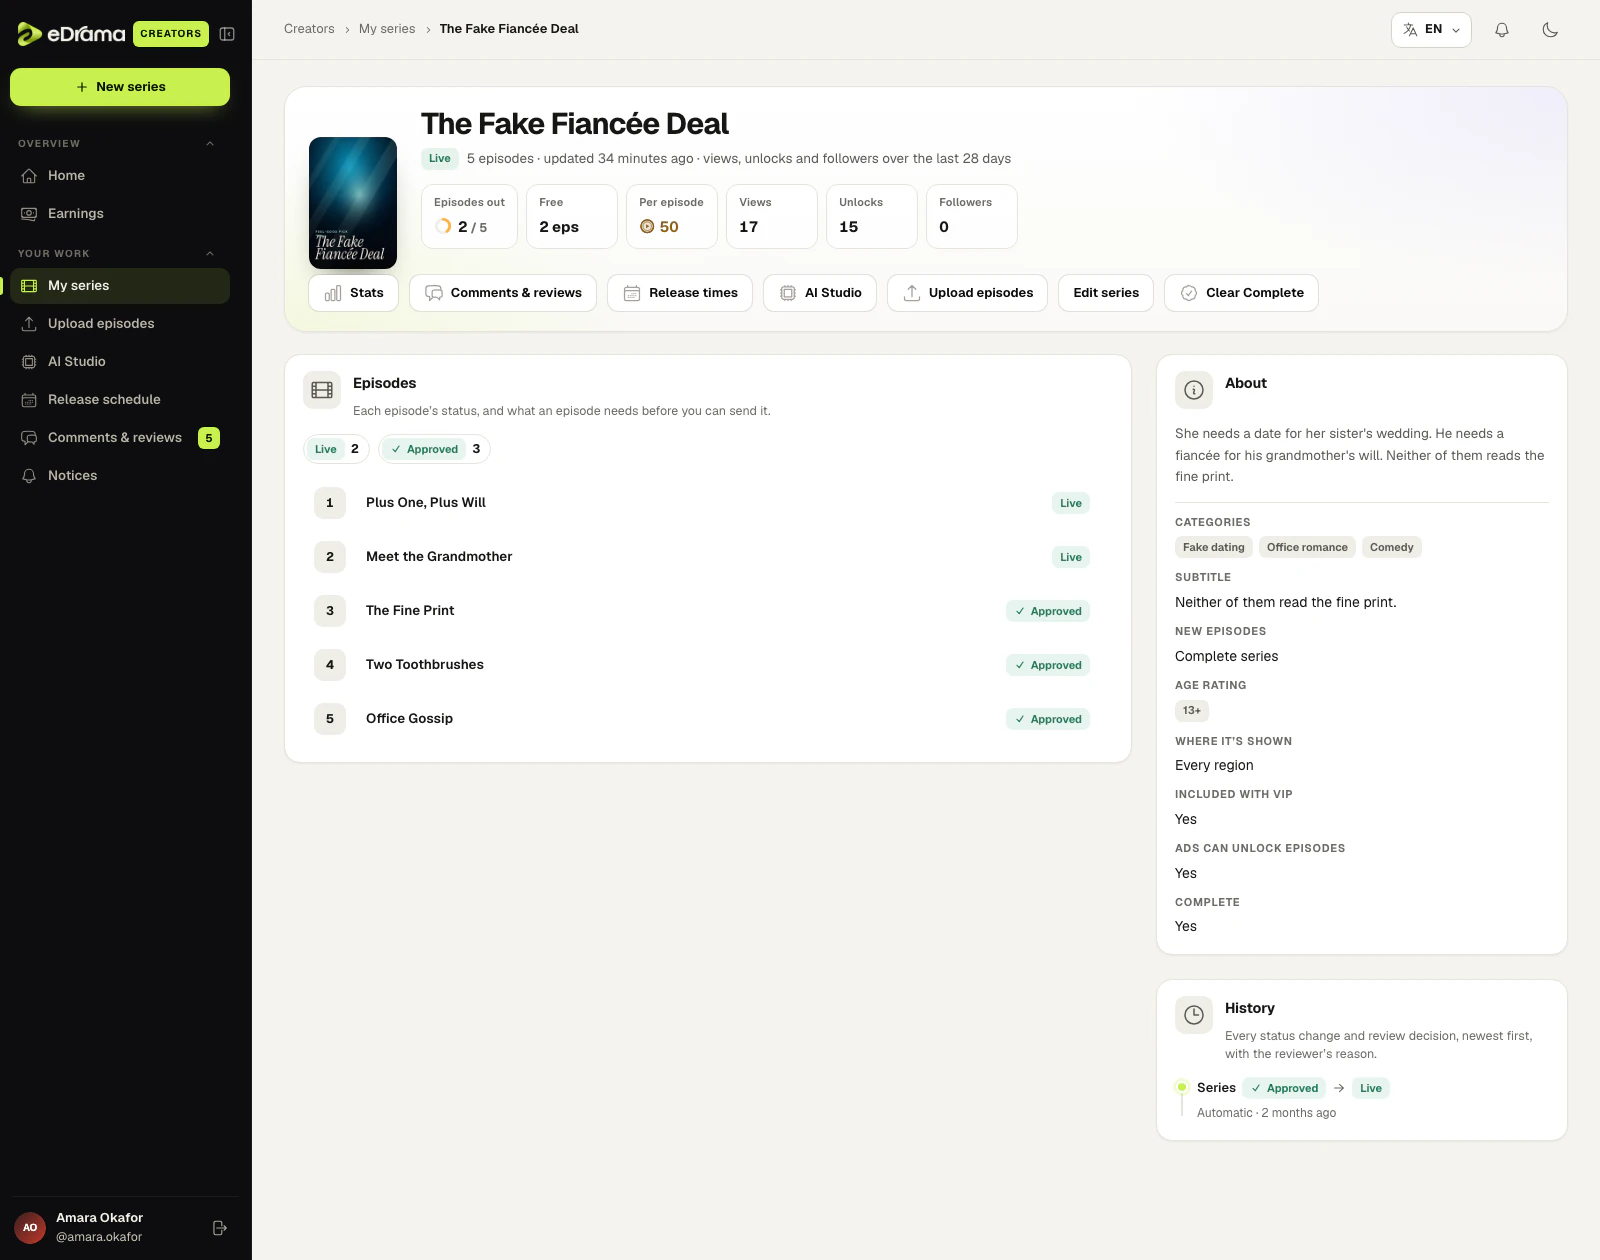 eDrama CREATORS
New series
OVERVIEW
Home
Earnings
YOUR WORK
My series
Upload episodes
AI Studio
Release schedule
Comments & reviews 5
Notices
AO
Amara Okafor
@amara.okafor
Creators › My series › The Fake Fiancée Deal
EN
FEEL-GOOD PICK
The Fake
Fiancée Deal
The Fake Fiancée Deal
Live 5 episodes · updated 34 minutes ago · views, unlocks and followers over the last 28 days
Episodes out
2 / 5
Free
2 eps
Per episode
50
Views
17
Unlocks
15
Followers
0
Stats
Comments & reviews
Release times
AI Studio
Upload episodes
Edit series
Clear Complete
Episodes
Each episode's status, and what an episode needs before you can send it.
Live 2
Approved 3
1 Plus One, Plus Will Live
2 Meet the Grandmother Live
3 The Fine Print Approved
4 Two Toothbrushes Approved
5 Office Gossip Approved
About
She needs a date for her sister's wedding. He needs a
fiancée for his grandmother's will. Neither of them reads the
fine print.
CATEGORIES
Fake dating Office romance Comedy
SUBTITLE
Neither of them read the fine print.
NEW EPISODES
Complete series
AGE RATING
13+
WHERE IT'S SHOWN
Every region
INCLUDED WITH VIP
Yes
ADS CAN UNLOCK EPISODES
Yes
COMPLETE
Yes
History
Every status change and review decision, newest first,
with the reviewer's reason.
Series Approved → Live
Automatic · 2 months ago